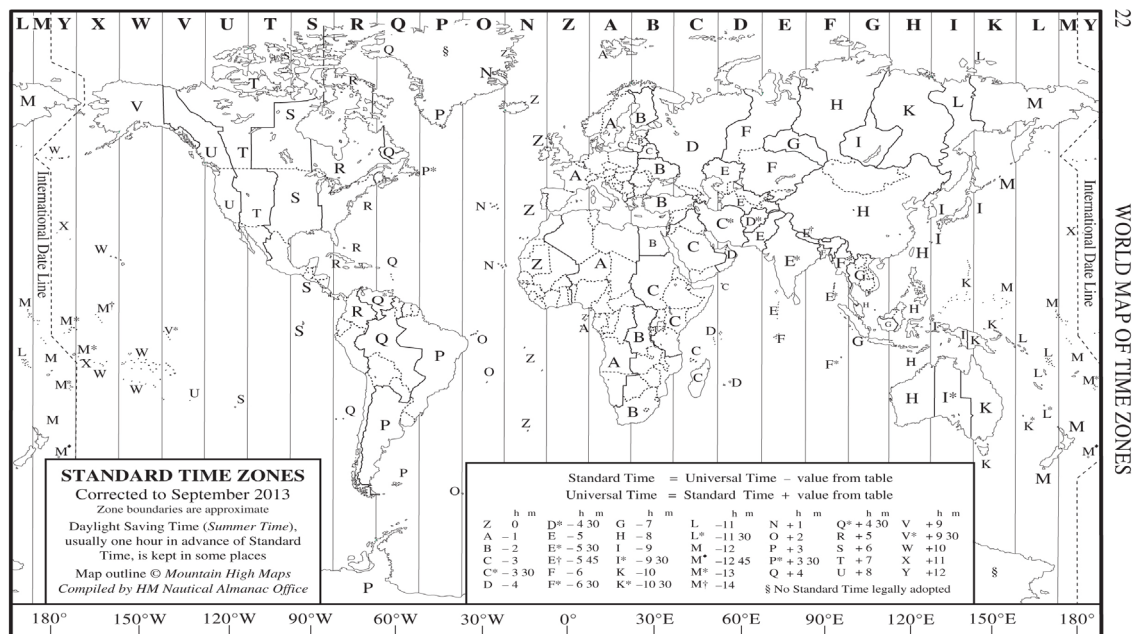 22
WORLD MAP OF TIME ZONES
L M Y X W V U T S R Q P O N Z A B C D E F G H I K L M Y
International Date Line
International Date Line
STANDARD TIME ZONES
Corrected to September 2013
Zone boundaries are approximate
Daylight Saving Time (Summer Time),
usually one hour in advance of Standard
Time, is kept in some places
Map outline © Mountain High Maps
Compiled by HM Nautical Almanac Office
Standard Time = Universal Time – value from table
Universal Time = Standard Time + value from table
h m h m h m h m h m h m h m
Z 0 D* – 4 30 G – 7 L –11 N + 1 Q* + 4 30 V + 9
A – 1 E – 5 H – 8 L* –11 30 O + 2 R + 5 V* + 9 30
B – 2 E* – 5 30 I – 9 M –12 P + 3 S + 6 W +10
C – 3 E† – 5 45 I* – 9 30 M♦ –12 45 P* + 3 30 T + 7 X +11
C* – 3 30 F – 6 K –10 M* –13 Q + 4 U + 8 Y +12
D – 4 F* – 6 30 K* –10 30 M† –14 § No Standard Time legally adopted
180° 150°W 120°W 90°W 60°W 30°W 0° 30°E 60°E 90°E 120°E 150°E 180°